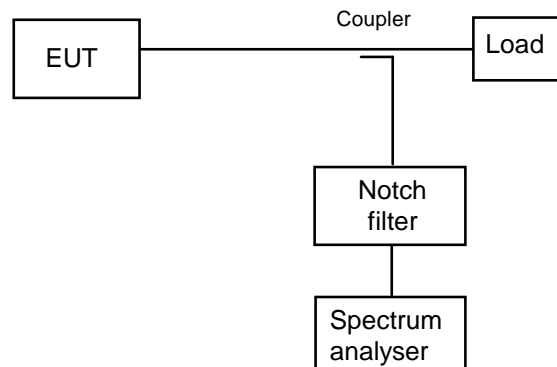 Coupler
EUT
Load
Notch
filter
Spectrum
analyser